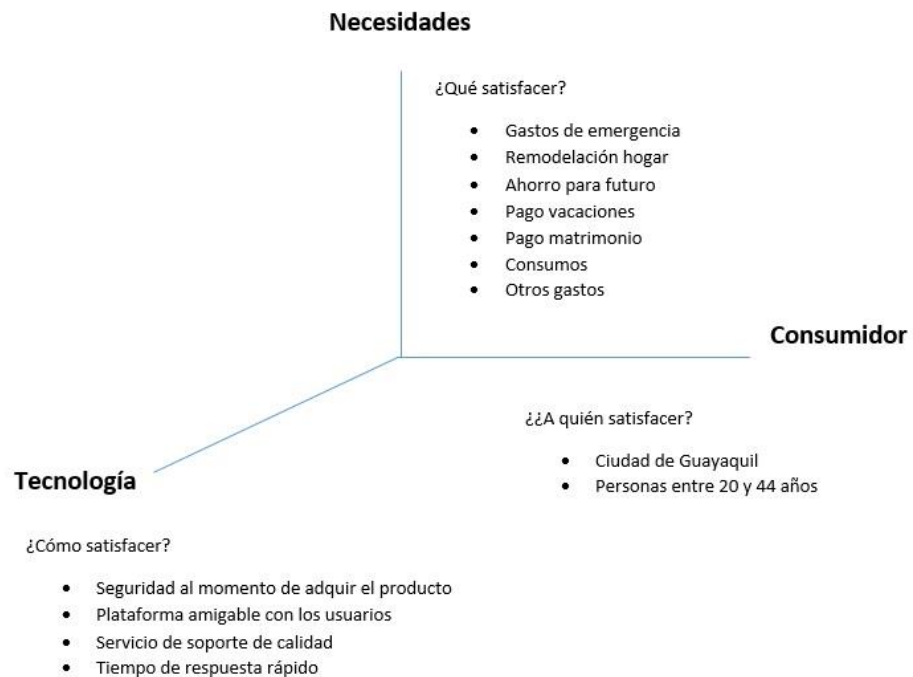 Necesidades
¿Qué satisfacer?
• Gastos de emergencia
• Remodelación hogar
• Ahorro para futuro
• Pago vacaciones
• Pago matrimonio
• Consumos
• Otros gastos
Consumidor
¿¿A quién satisfacer?
• Ciudad de Guayaquil
• Personas entre 20 y 44 años
Tecnología
¿Cómo satisfacer?
• Seguridad al momento de adquir el producto
• Plataforma amigable con los usuarios
• Servicio de soporte de calidad
• Tiempo de respuesta rápido